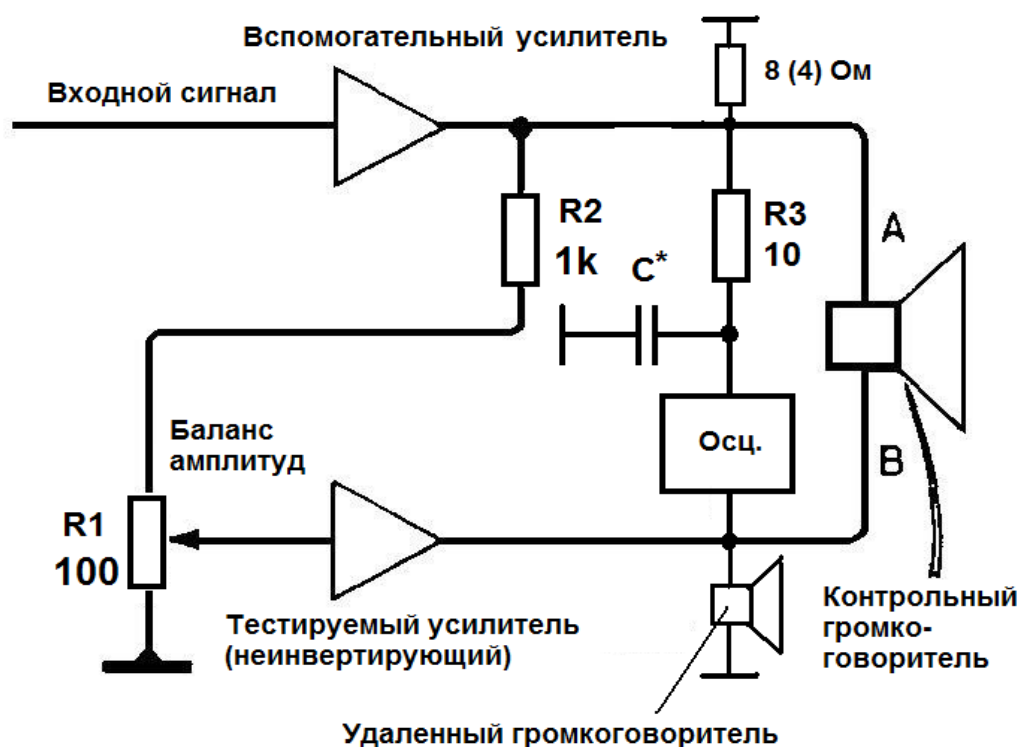 Вспомогательный усилитель
8 (4) Ом
Входной сигнал
R2
1k
R3
10
A
C*
Баланс
амплитуд
Осц.
B
R1
100
Тестируемый усилитель
(неинвертирующий)
Контрольный
громко-
говоритель
Удаленный громкоговоритель